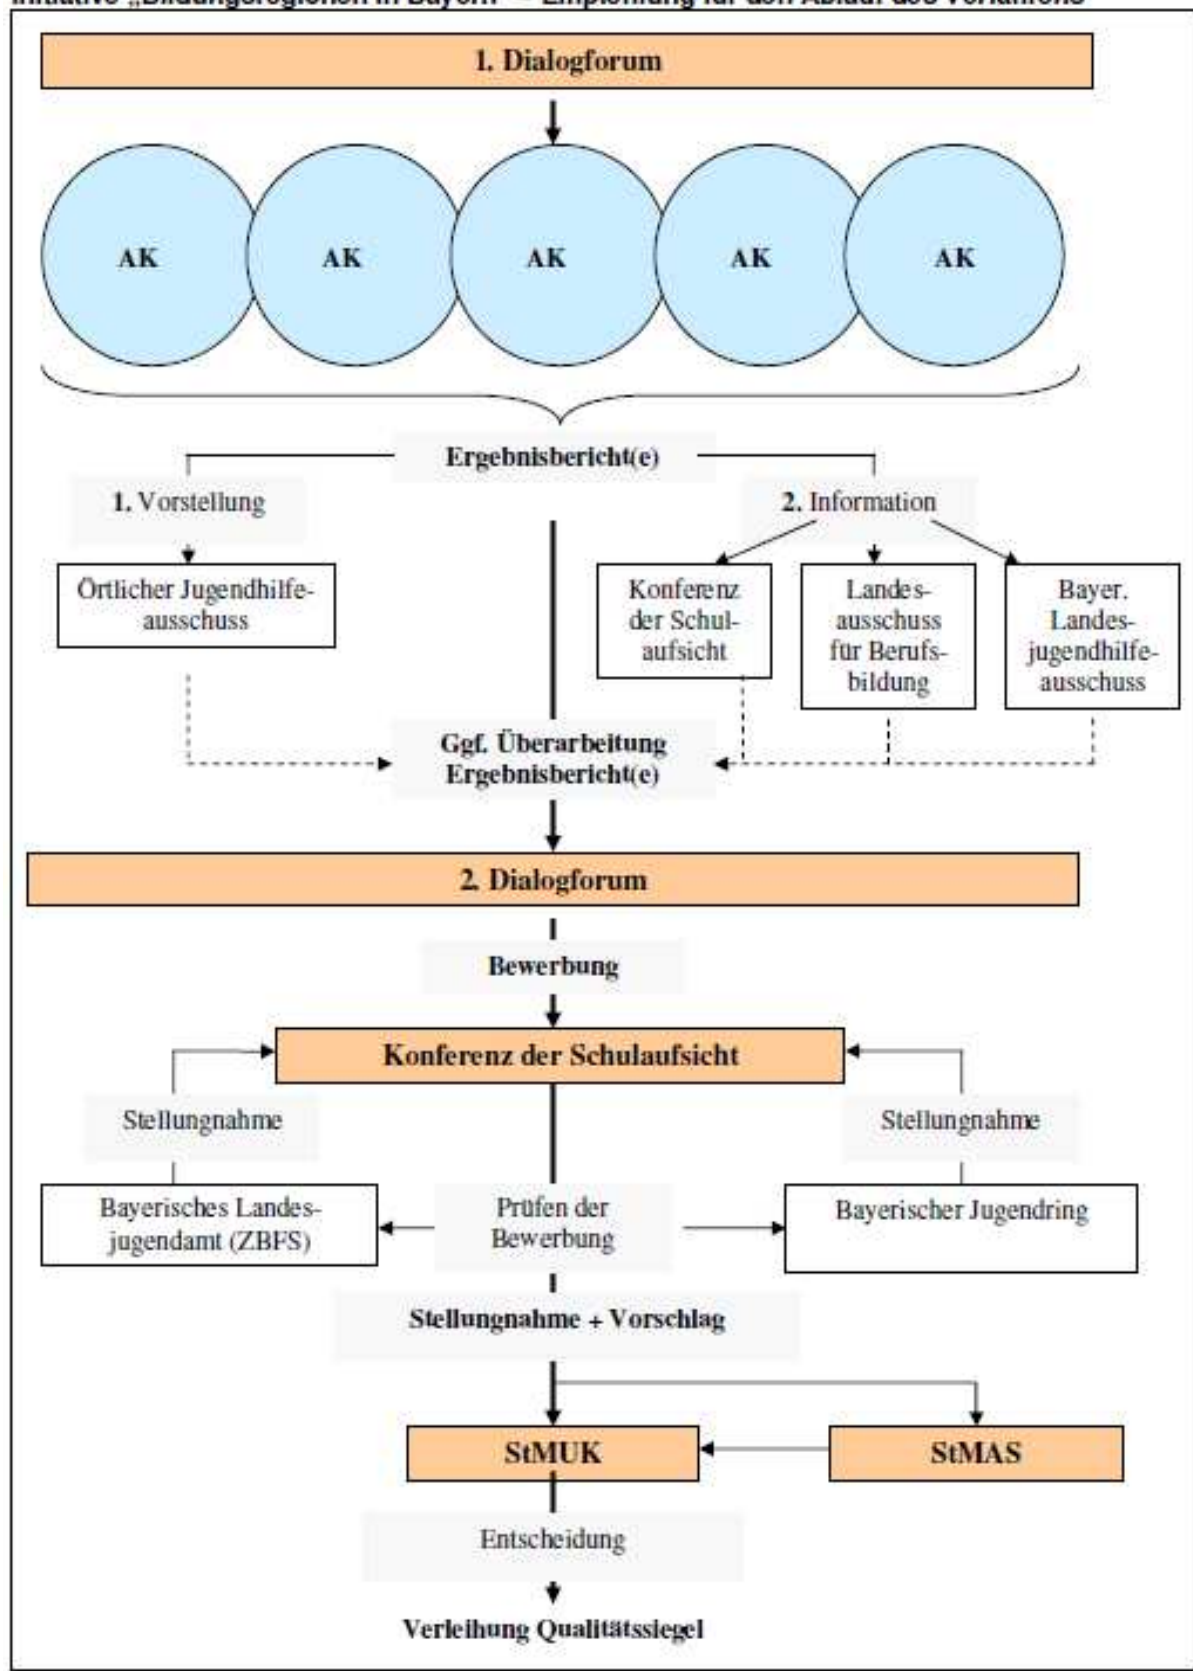 Initiative „Bildungsregionen in Bayern“ – Empfehlung für den Ablauf des Verfahrens
1. Dialogforum
AK
AK
AK
AK
AK
Ergebnisbericht(e)
1. Vorstellung
2. Information
Örtlicher Jugendhilfe-
ausschuss
Konferenz
der Schul-
aufsicht
Landes-
ausschuss
für Berufs-
bildung
Bayer.
Landes-
jugendhilfe-
ausschuss
Ggf. Überarbeitung
Ergebnisbericht(e)
2. Dialogforum
Bewerbung
Konferenz der Schulaufsicht
Stellungnahme
Stellungnahme
Bayerisches Landes-
jugendamt (ZBFS)
Prüfen der
Bewerbung
Bayerischer Jugendring
Stellungnahme + Vorschlag
StMUK
StMAS
Entscheidung
Verleihung Qualitätssiegel